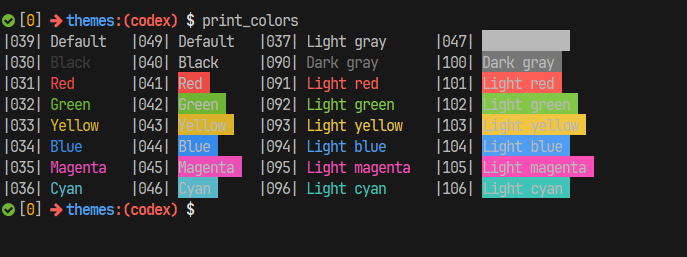 [0] ➜ themes:(codex) $ print_colors
|039| Default |049| Default |037| Light gray |047|
|030| Black |040| Black |090| Dark gray |100| Dark gray
|031| Red |041| Red |091| Light red |101| Light red
|032| Green |042| Green |092| Light green |102| Light green
|033| Yellow |043| Yellow |093| Light yellow |103| Light yellow
|034| Blue |044| Blue |094| Light blue |104| Light blue
|035| Magenta |045| Magenta |095| Light magenta |105| Light magenta
|036| Cyan |046| Cyan |096| Light cyan |106| Light cyan
[0] ➜ themes:(codex) $